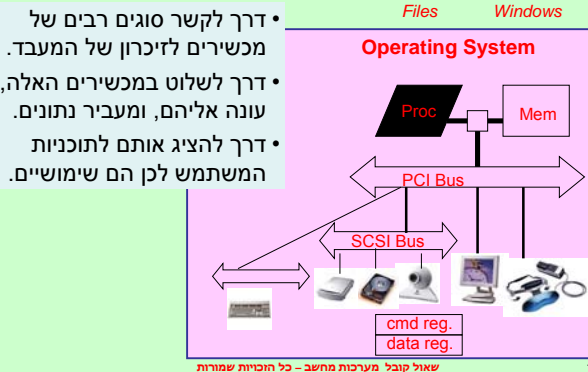 • דרך לקשר סוגים רבים של
מכשירים לזיכרון של המעבד.
• דרך לשלוט במכשירים האלה,
עונה אליהם, ומעביר נתונים.
• דרך להציג אותם לתוכניות
המשתמש לכן הם שימושיים.
Files Windows
Operating System
Proc
Mem
PCI Bus
SCSI Bus
cmd reg.
data reg.
שאול קובל מערכות מחשב – כל הזכויות שמורות